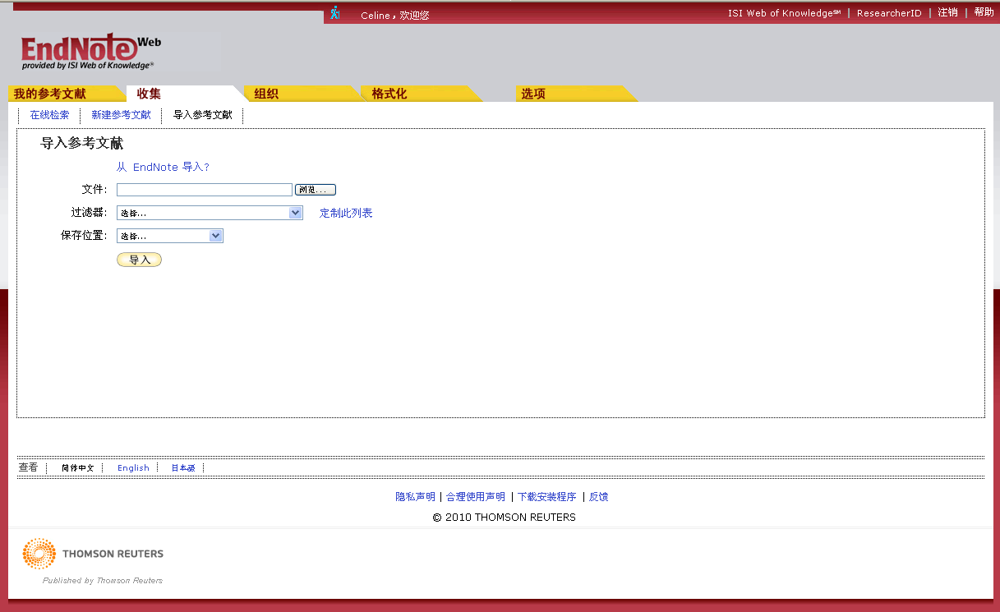 Celine，欢迎您
ISI Web of Knowledge℠ | ResearcherID | 注销 | 帮助
EndNote Web
provided by ISI Web of Knowledge®
我的参考文献 收集 组织 格式化 选项
在线检索 新建参考文献 导入参考文献
导入参考文献
从 EndNote 导入?
文件: 浏览...
过滤器: 选择... 定制此列表
保存位置: 选择...
导入
查看 简体中文 English 日本語
隐私声明 | 合理使用声明 | 下载安装程序 | 反馈
© 2010 THOMSON REUTERS
THOMSON REUTERS
Published by Thomson Reuters